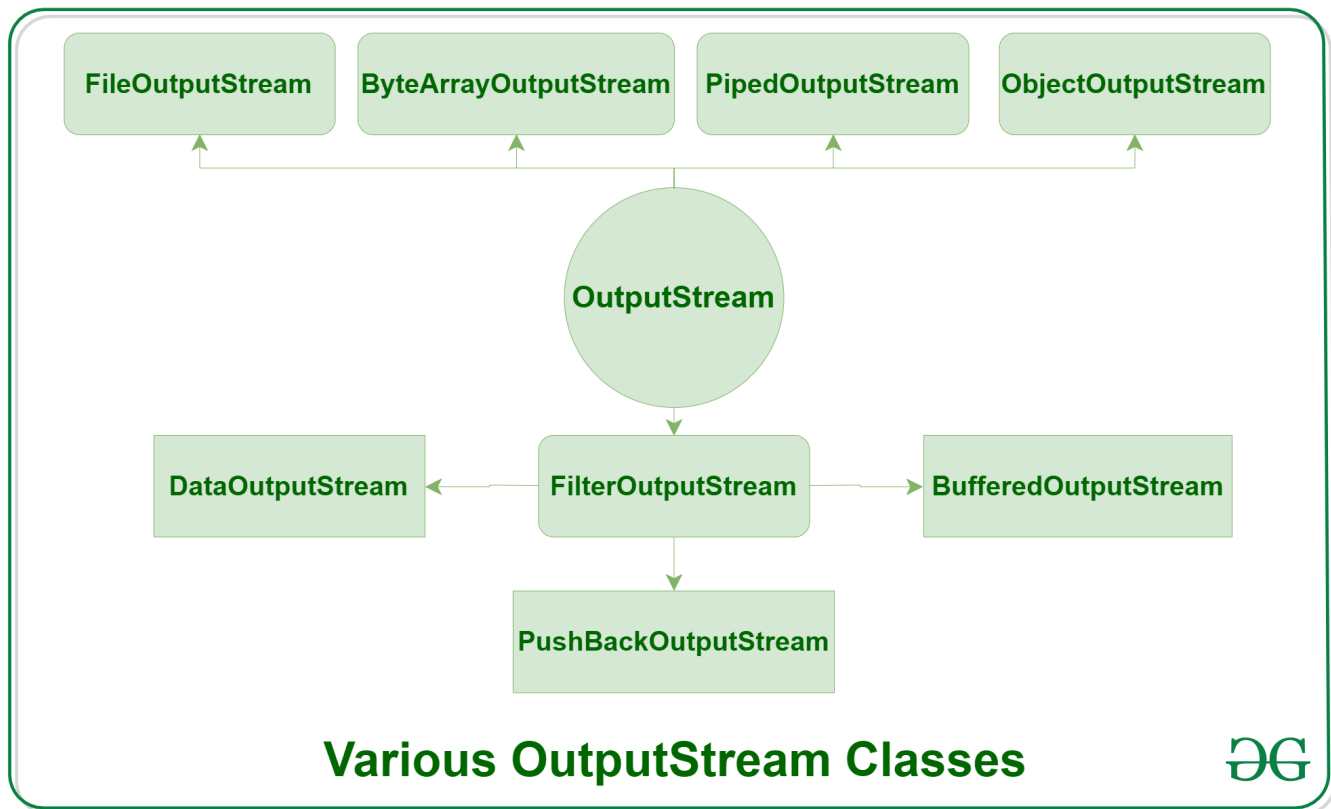 FileOutputStream
ByteArrayOutputStream
PipedOutputStream
ObjectOutputStream
OutputStream
DataOutputStream
FilterOutputStream
BufferedOutputStream
PushBackOutputStream
Various OutputStream Classes